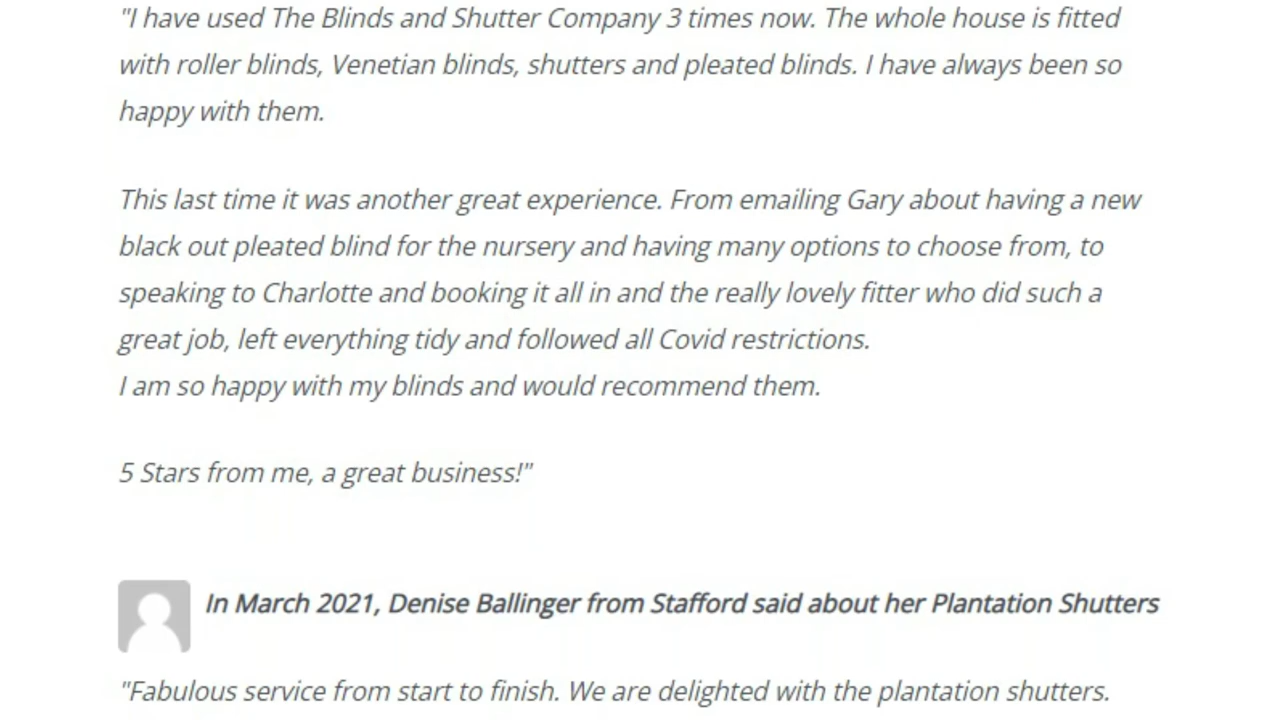 "I have used The Blinds and Shutter Company 3 times now. The whole house is fitted
with roller blinds, Venetian blinds, shutters and pleated blinds. I have always been so
happy with them.
This last time it was another great experience. From emailing Gary about having a new
black out pleated blind for the nursery and having many options to choose from, to
speaking to Charlotte and booking it all in and the really lovely fitter who did such a
great job, left everything tidy and followed all Covid restrictions.
I am so happy with my blinds and would recommend them.
5 Stars from me, a great business!"
In March 2021, Denise Ballinger from Stafford said about her Plantation Shutters
"Fabulous service from start to finish. We are delighted with the plantation shutters.